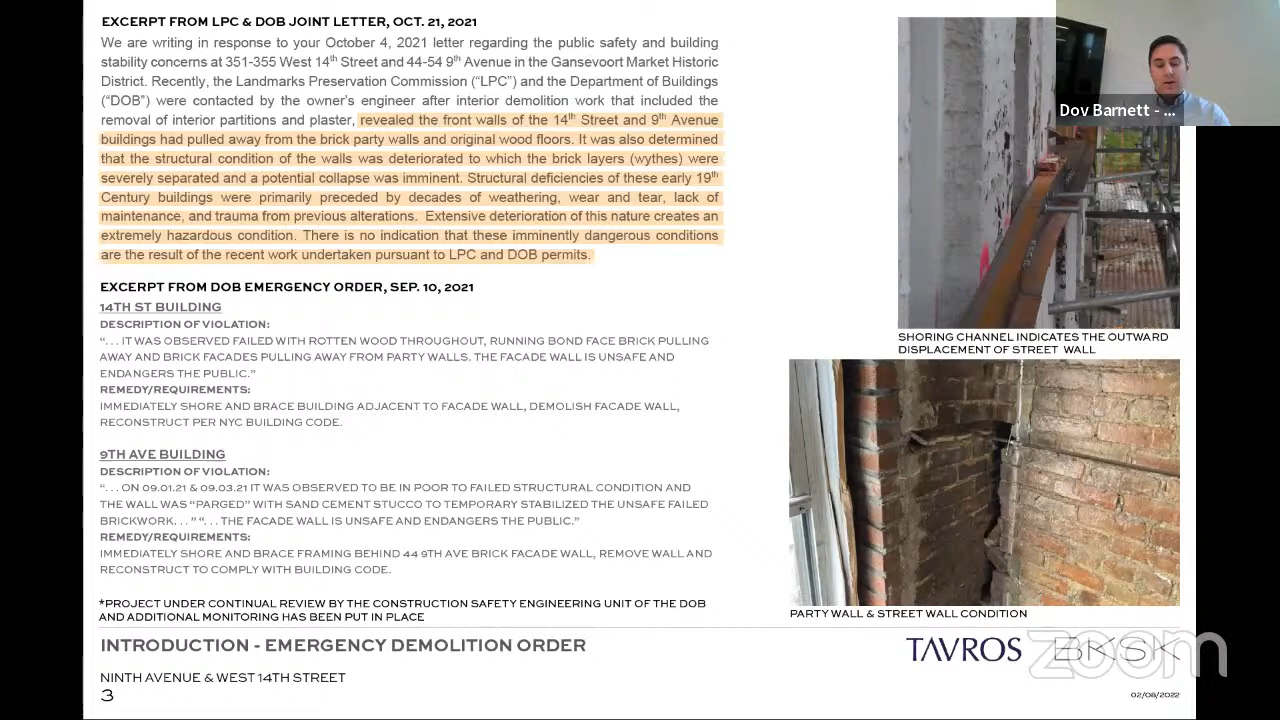 EXCERPT FROM LPC & DOB JOINT LETTER, OCT. 21, 2021
We are writing in response to your October 4, 2021 letter regarding the public safety and building
stability concerns at 351-355 West 14th Street and 44-54 9th Avenue in the Gansevoort Market Historic
District. Recently, the Landmarks Preservation Commission (“LPC”) and the Department of Buildings
(“DOB”) were contacted by the owner’s engineer after interior demolition work that included the
removal of interior partitions and plaster, revealed the front walls of the 14th Street and 9th Avenue
buildings had pulled away from the brick party walls and original wood floors. It was also determined
that the structural condition of the walls was deteriorated to which the brick layers (wythes) were
severely separated and a potential collapse was imminent. Structural deficiencies of these early 19th
Century buildings were primarily preceded by decades of weathering, wear and tear, lack of
maintenance, and trauma from previous alterations. Extensive deterioration of this nature creates an
extremely hazardous condition. There is no indication that these imminently dangerous conditions
are the result of the recent work undertaken pursuant to LPC and DOB permits.
EXCERPT FROM DOB EMERGENCY ORDER, SEP. 10, 2021
14TH ST BUILDING
DESCRIPTION OF VIOLATION:
“. . . IT WAS OBSERVED FAILED WITH ROTTEN WOOD THROUGHOUT, RUNNING BOND FACE BRICK PULLING
AWAY AND BRICK FACADES PULLING AWAY FROM PARTY WALLS. THE FACADE WALL IS UNSAFE AND
ENDANGERS THE PUBLIC.”
REMEDY/REQUIREMENTS:
IMMEDIATELY SHORE AND BRACE BUILDING ADJACENT TO FACADE WALL, DEMOLISH FACADE WALL,
RECONSTRUCT PER NYC BUILDING CODE.
9TH AVE BUILDING
DESCRIPTION OF VIOLATION:
“. . . ON 09.01.21 & 09.03.21 IT WAS OBSERVED TO BE IN POOR TO FAILED STRUCTURAL CONDITION AND
THE WALL WAS “PARGED” WITH SAND CEMENT STUCCO TO TEMPORARY STABILIZED THE UNSAFE FAILED
BRICKWORK. . . ” “. . . THE FACADE WALL IS UNSAFE AND ENDANGERS THE PUBLIC.”
REMEDY/REQUIREMENTS:
IMMEDIATELY SHORE AND BRACE FRAMING BEHIND 44 9TH AVE BRICK FACADE WALL, REMOVE WALL AND
RECONSTRUCT TO COMPLY WITH BUILDING CODE.
*PROJECT UNDER CONTINUAL REVIEW BY THE CONSTRUCTION SAFETY ENGINEERING UNIT OF THE DOB
AND ADDITIONAL MONITORING HAS BEEN PUT IN PLACE
Dov Barnett - ...
SHORING CHANNEL INDICATES THE OUTWARD
DISPLACEMENT OF STREET WALL
PARTY WALL & STREET WALL CONDITION
INTRODUCTION - EMERGENCY DEMOLITION ORDER
NINTH AVENUE & WEST 14TH STREET
3
TAVROS BKSK
zoom
02/08/2022